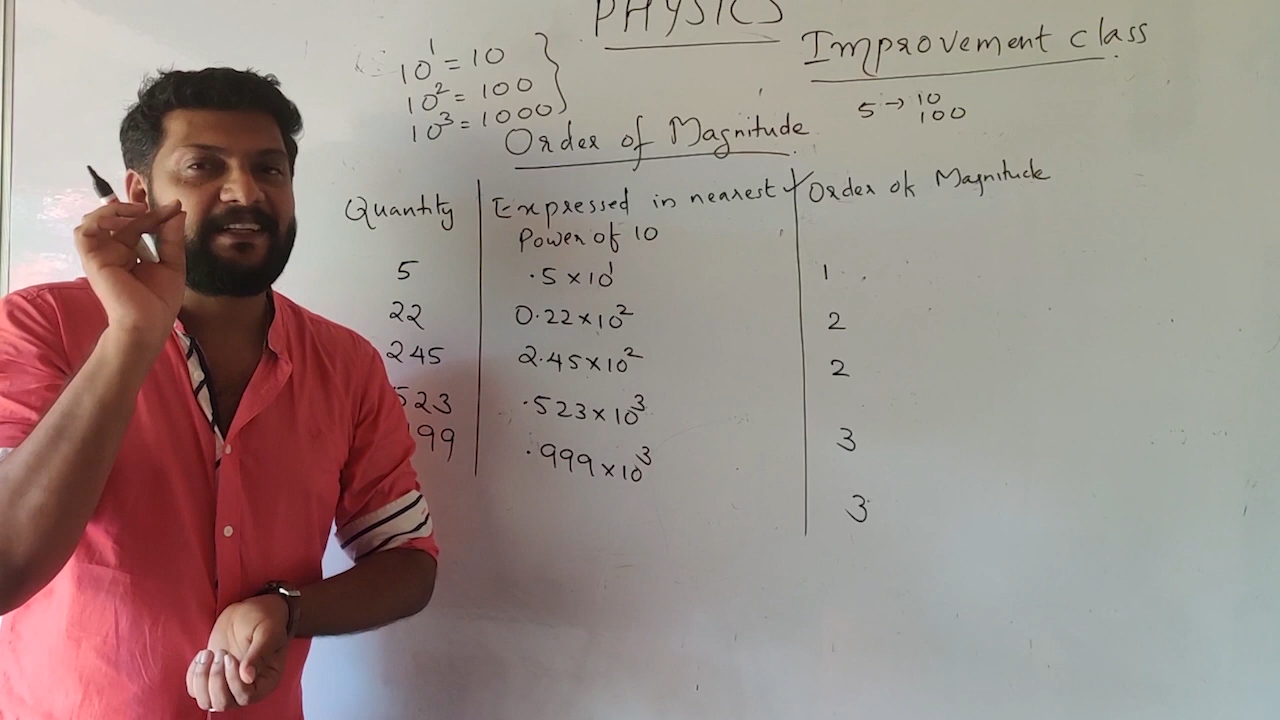 PHYSICS
Improvement class
10¹ = 10
10² = 100
10³ = 1000
5 → 10
100
Order of Magnitude
Quantity
Expressed in nearest
Power of 10
Order of Magnitude
5 .5 × 10¹ 1
22 0.22 × 10² 2
245 2.45 × 10² 2
523 .523 × 10³ 3
99 .999 × 10³ 3